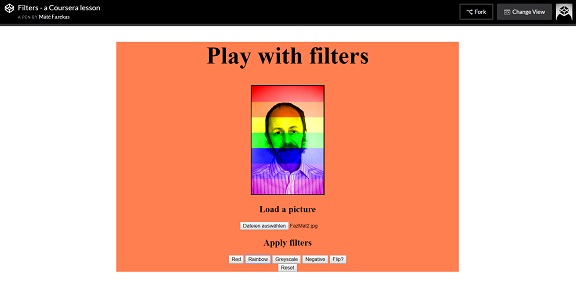 Filters - a Coursera lesson
A PEN BY Máté Fazekas
Fork
Change View
Play with filters
Load a picture
Dateien auswählen FazMat2.jpg
Apply filters
Red Rainbow Greyscale Negative Flip?
Reset